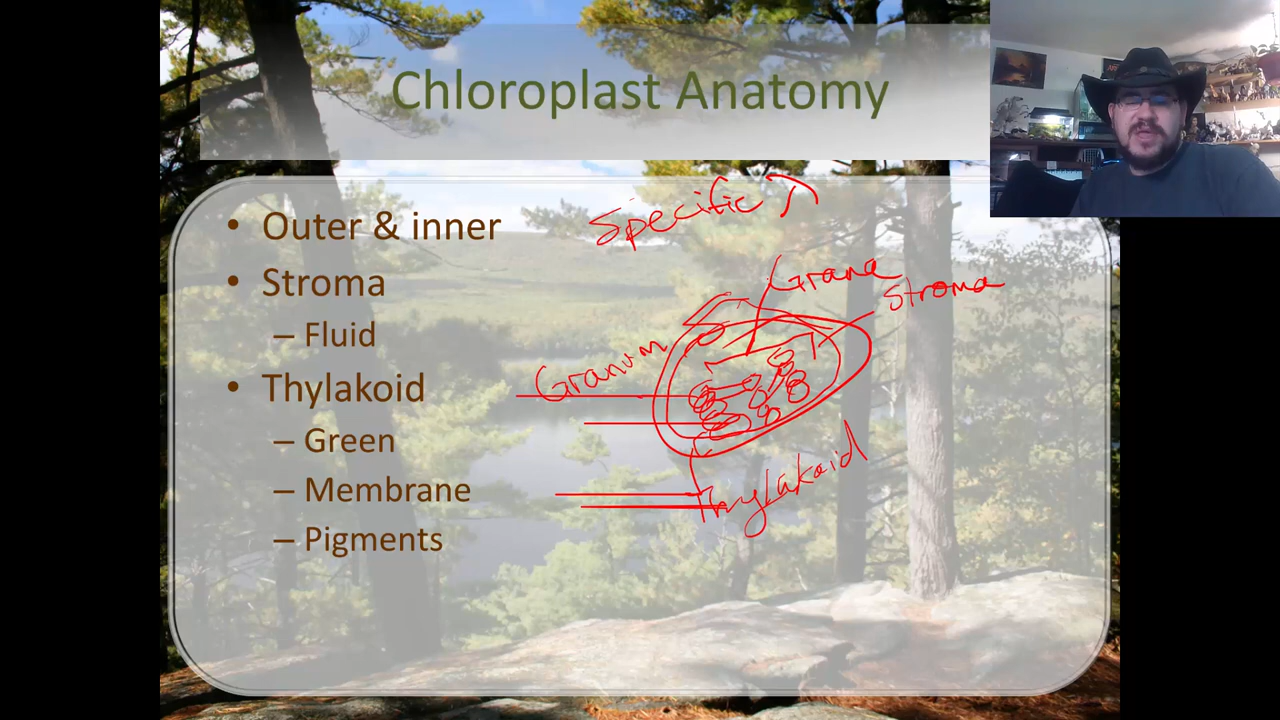 Chloroplast Anatomy
• Outer & inner
• Stroma
– Fluid
• Thylakoid
– Green
– Membrane
– Pigments
Specific
Grana
Stroma
Granum
Thylakoid